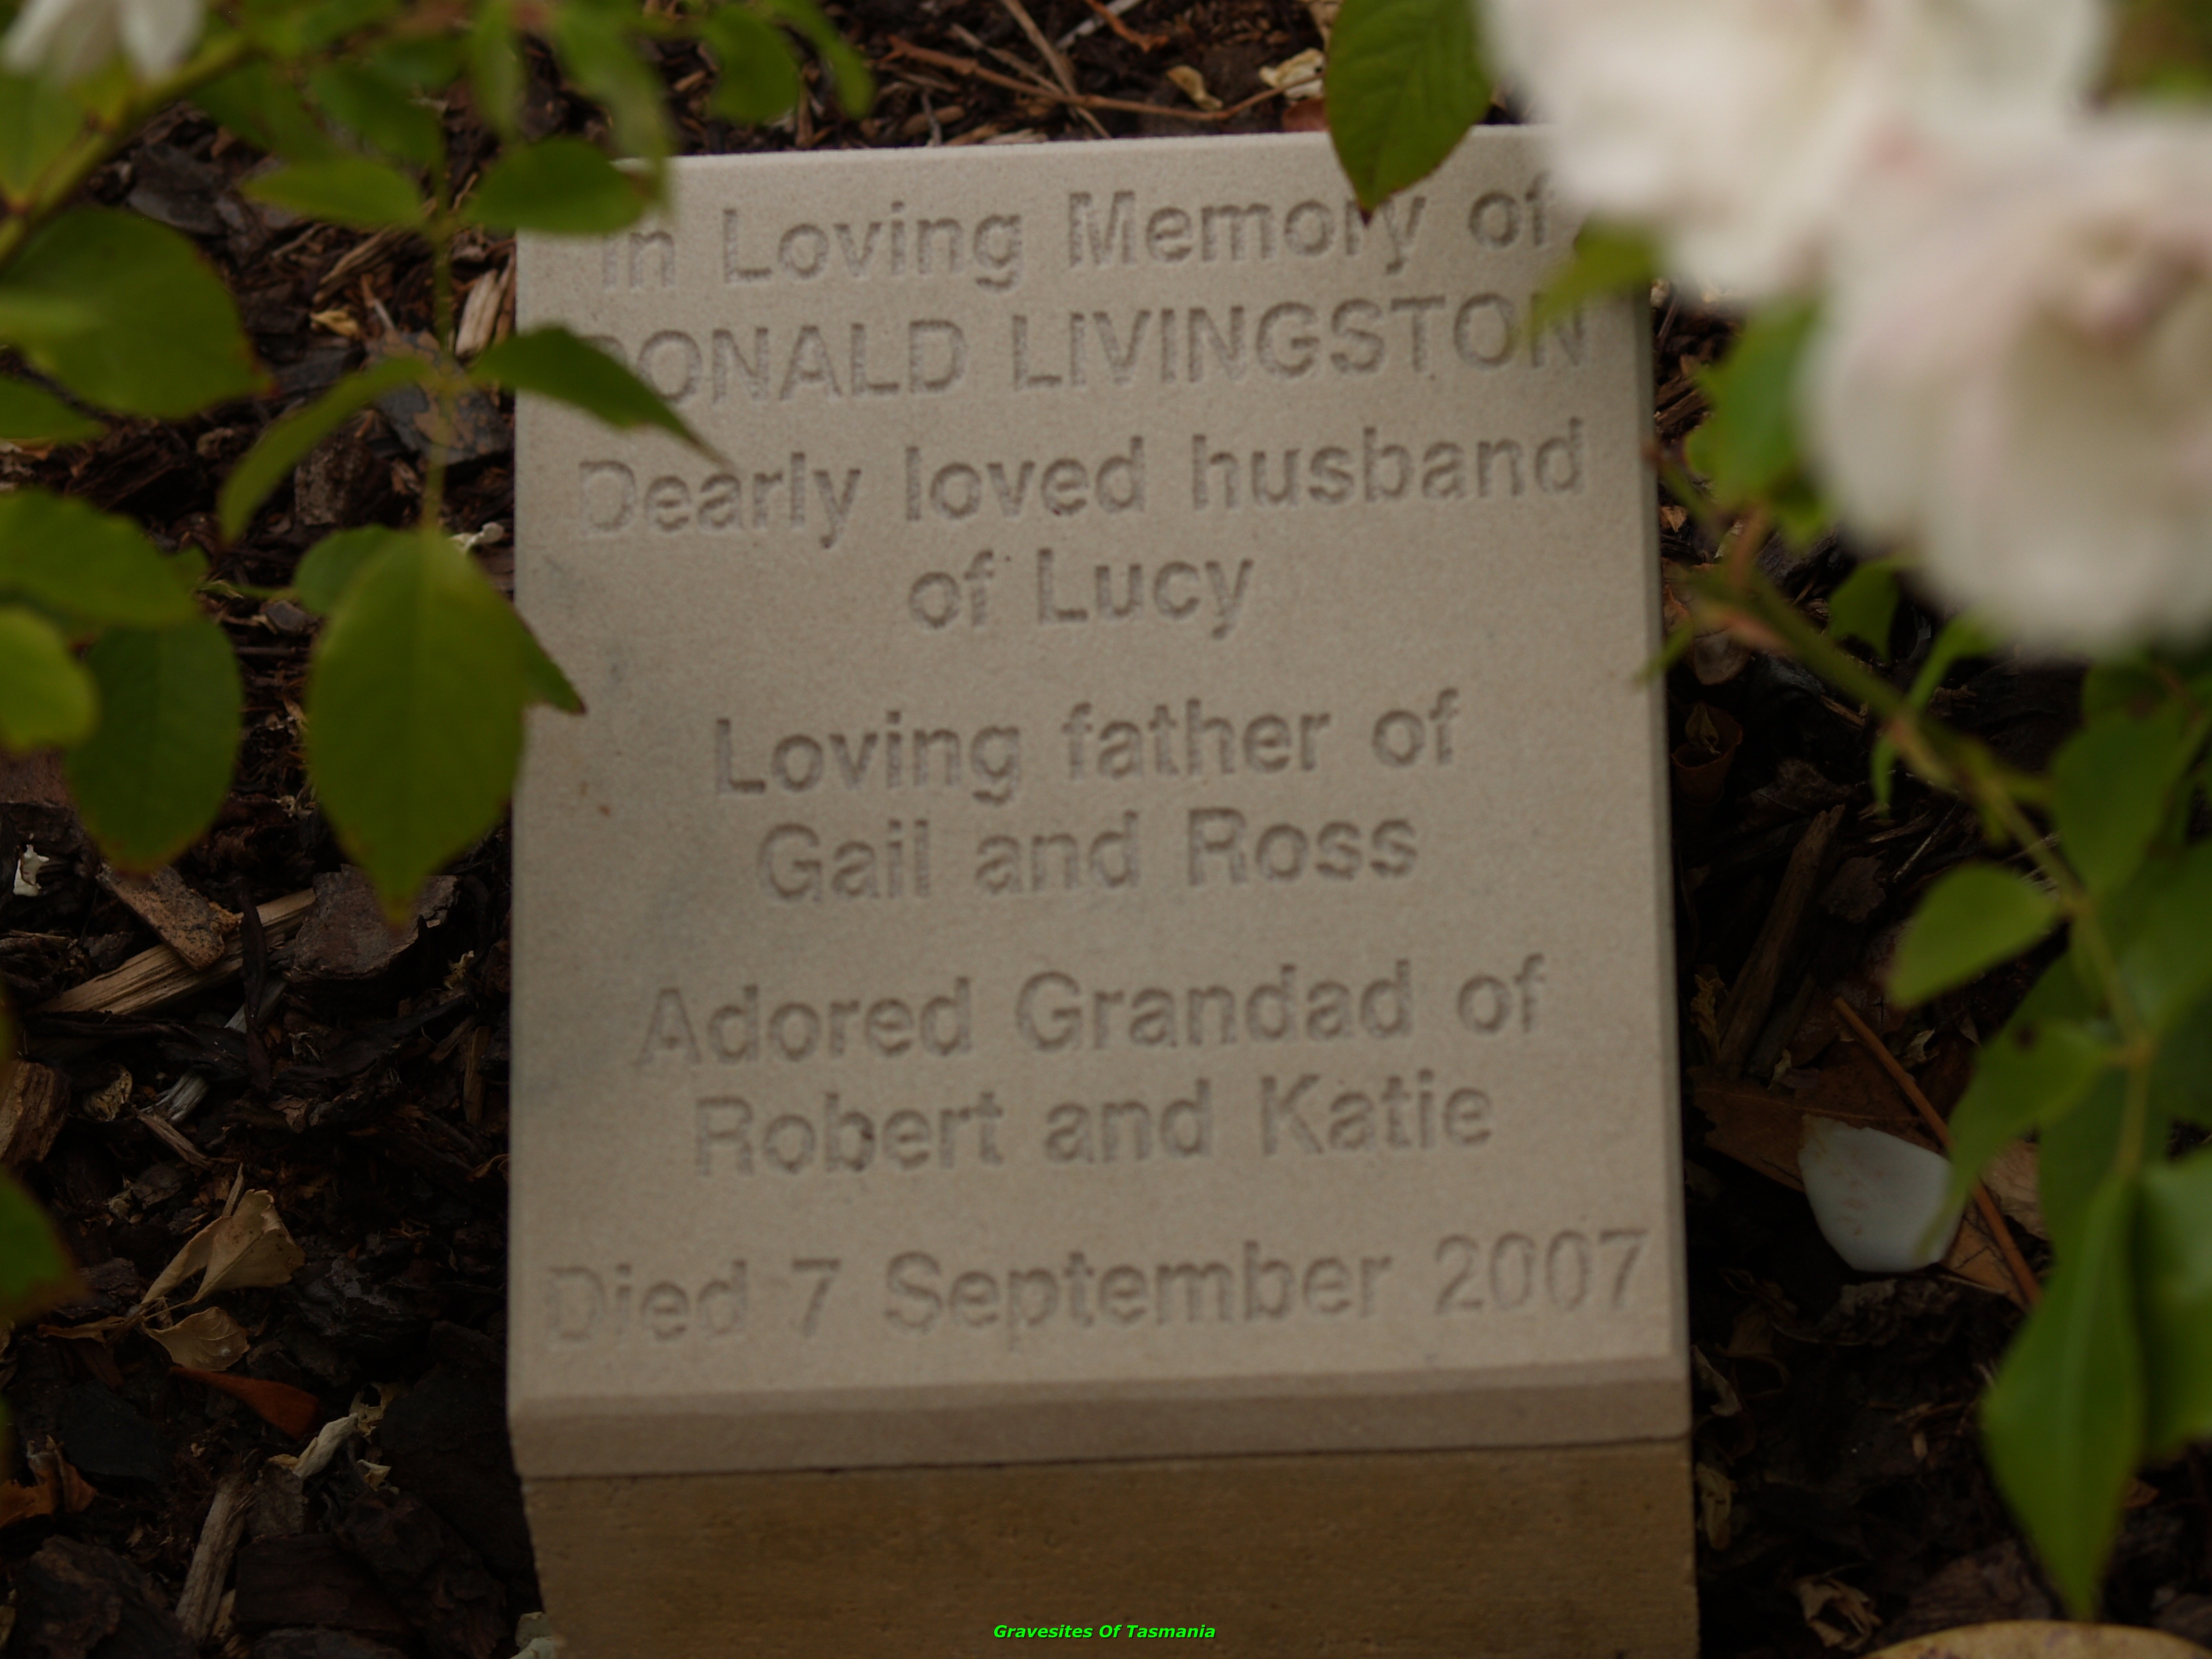 In Loving Memory of
DONALD LIVINGSTON
Dearly loved husband
of Lucy
Loving father of
Gail and Ross
Adored Grandad of
Robert and Katie
Died 7 September 2007
Gravesites Of Tasmania